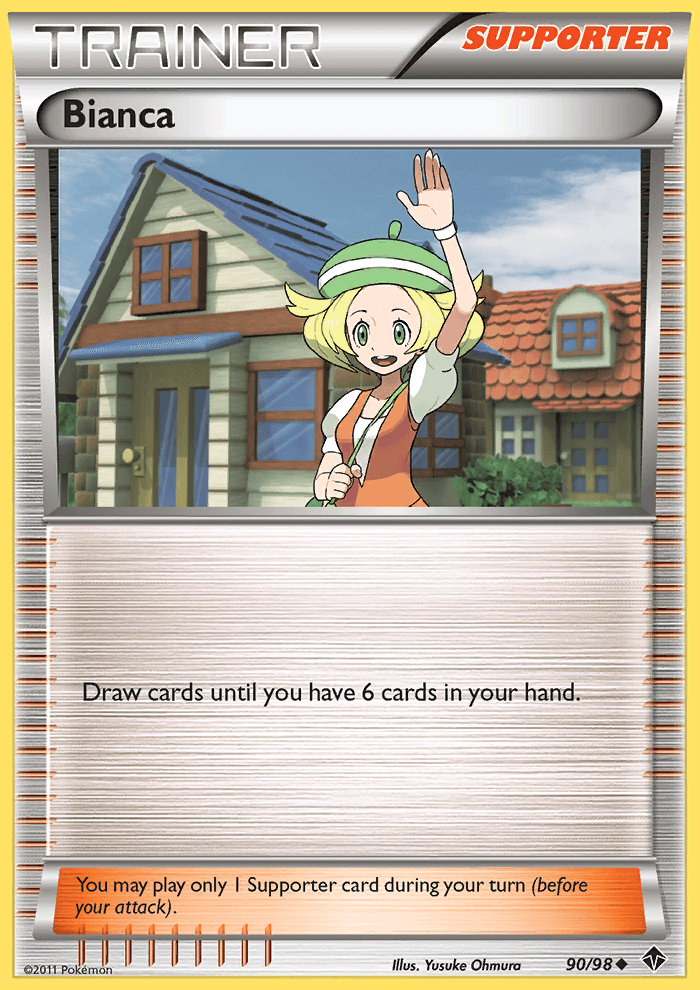 TRAINER
SUPPORTER
Bianca
Draw cards until you have 6 cards in your hand.
You may play only 1 Supporter card during your turn (before
your attack).
©2011 Pokémon
Illus. Yusuke Ohmura
90/98